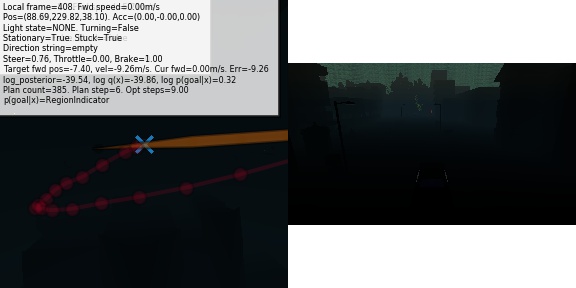 Local frame=408. Fwd speed=0.00m/s
Pos=(88.69,229.82,38.10). Acc=(0.00,-0.00,0.00)
Light state=NONE. Turning=False
Stationary=True. Stuck=True
Direction string=empty
Steer=0.76, Throttle=0.00, Brake=1.00
Target fwd pos=-7.40, vel=-9.26m/s. Cur fwd=0.00m/s. Err=-9.26
log_posterior=-39.54, log q(x)=-39.86, log p(goal|x)=0.32
Plan count=385. Plan step=6. Opt steps=9.00
p(goal|x)=RegionIndicator